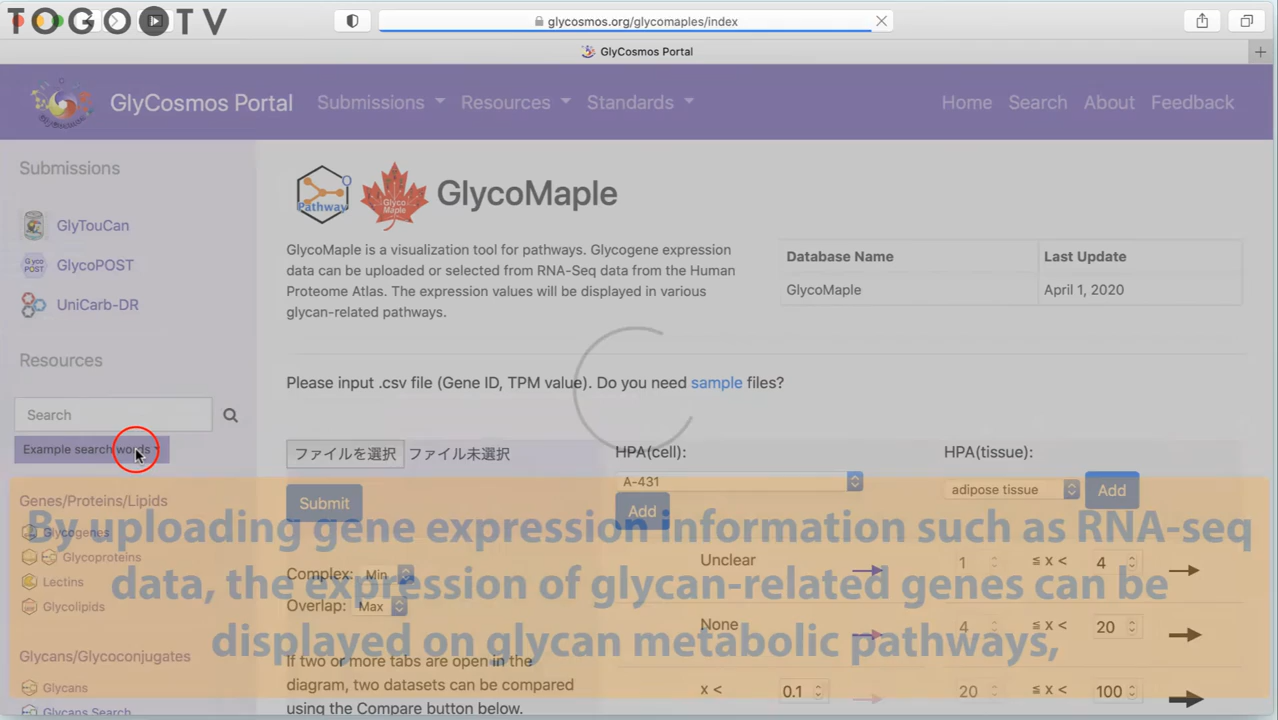 TOGO TV
glycosmos.org/glycomaples/index
GlyCosmos Portal
GlyCosmos Portal
Submissions
Resources
Standards
Home
Search
About
Feedback
Submissions
GlyTouCan
GlycoPOST
UniCarb-DR
Resources
Search
Example search words
Genes/Proteins/Lipids
Glycogenes
Glycoproteins
Lectins
Glycolipids
Glycans/Glycoconjugates
Glycans
Glycans Search
Pathway
Glyco Maple
GlycoMaple
GlycoMaple is a visualization tool for pathways. Glycogene expression
data can be uploaded or selected from RNA-Seq data from the Human
Proteome Atlas. The expression values will be displayed in various
glycan-related pathways.
Database Name
Last Update
GlycoMaple
April 1, 2020
Please input .csv file (Gene ID, TPM value). Do you need sample files?
ファイルを選択 ファイル未選択
Submit
HPA(cell):
A-431
Add
HPA(tissue):
adipose tissue
Add
Complex: Min
Overlap: Max
If two or more tabs are open in the
diagram, two datasets can be compared
using the Compare button below.
Unclear
1 ≤ x < 4
None
4 ≤ x < 20
x < 0.1
20 ≤ x < 100
By uploading gene expression information such as RNA-seq
data, the expression of glycan-related genes can be
displayed on glycan metabolic pathways,